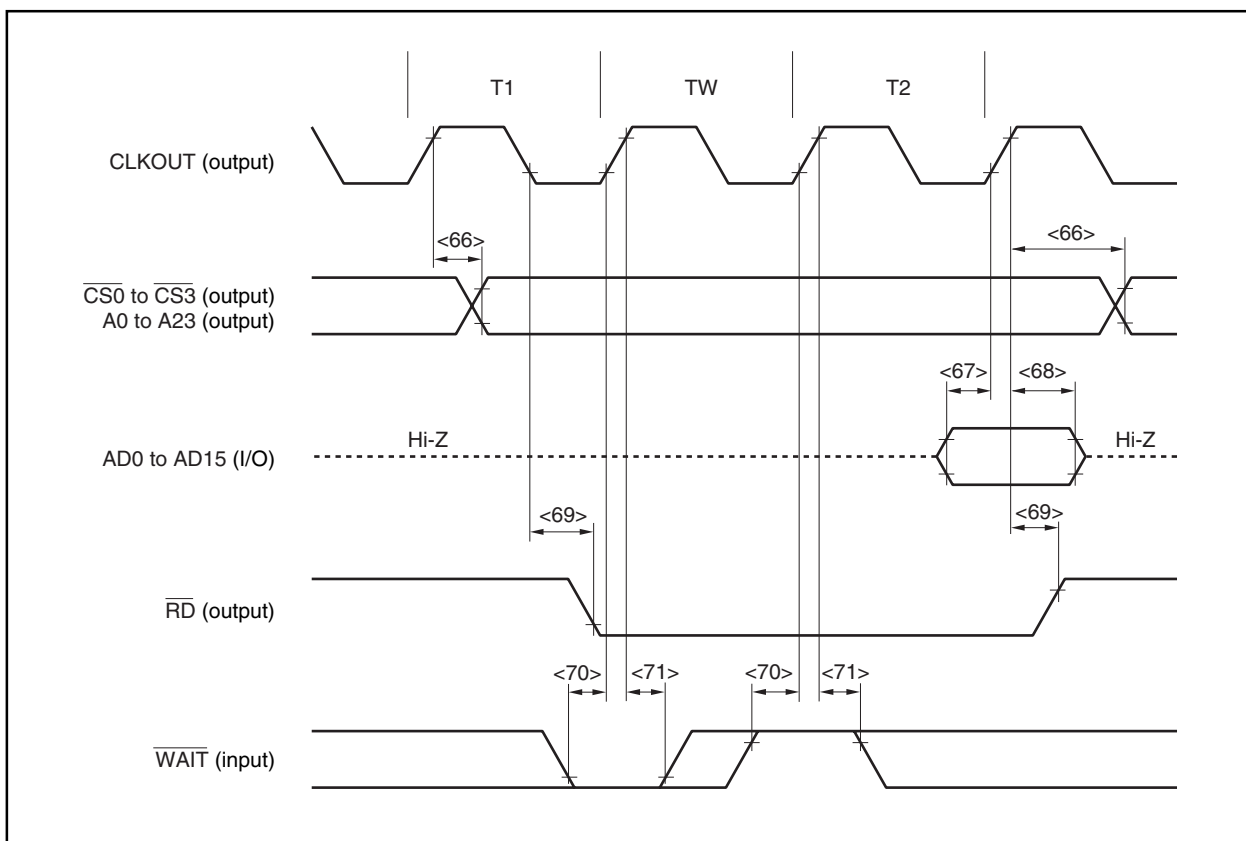 T1 TW T2
CLKOUT (output)
<66> <66>
CS0 to CS3 (output)
A0 to A23 (output)
<67> <68>
Hi-Z Hi-Z
AD0 to AD15 (I/O)
<69> <69>
RD (output)
<70> <71> <70> <71>
WAIT (input)